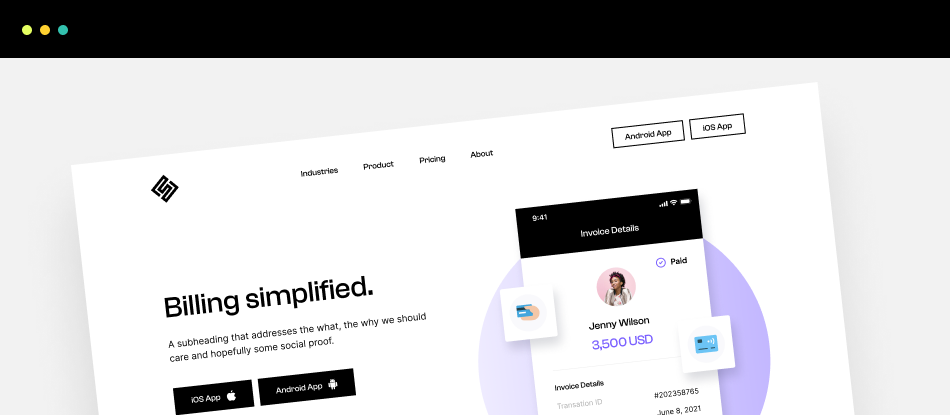 Industries
Product
Pricing
About
Android App
iOS App
Billing simplified.
A subheading that addresses the what, the why we should
care and hopefully some social proof.
iOS App
Android App
9:41
Invoice Details
Paid
Jenny Wilson
3,500 USD
Invoice Details
Transation ID
#202358765
June 8, 2021